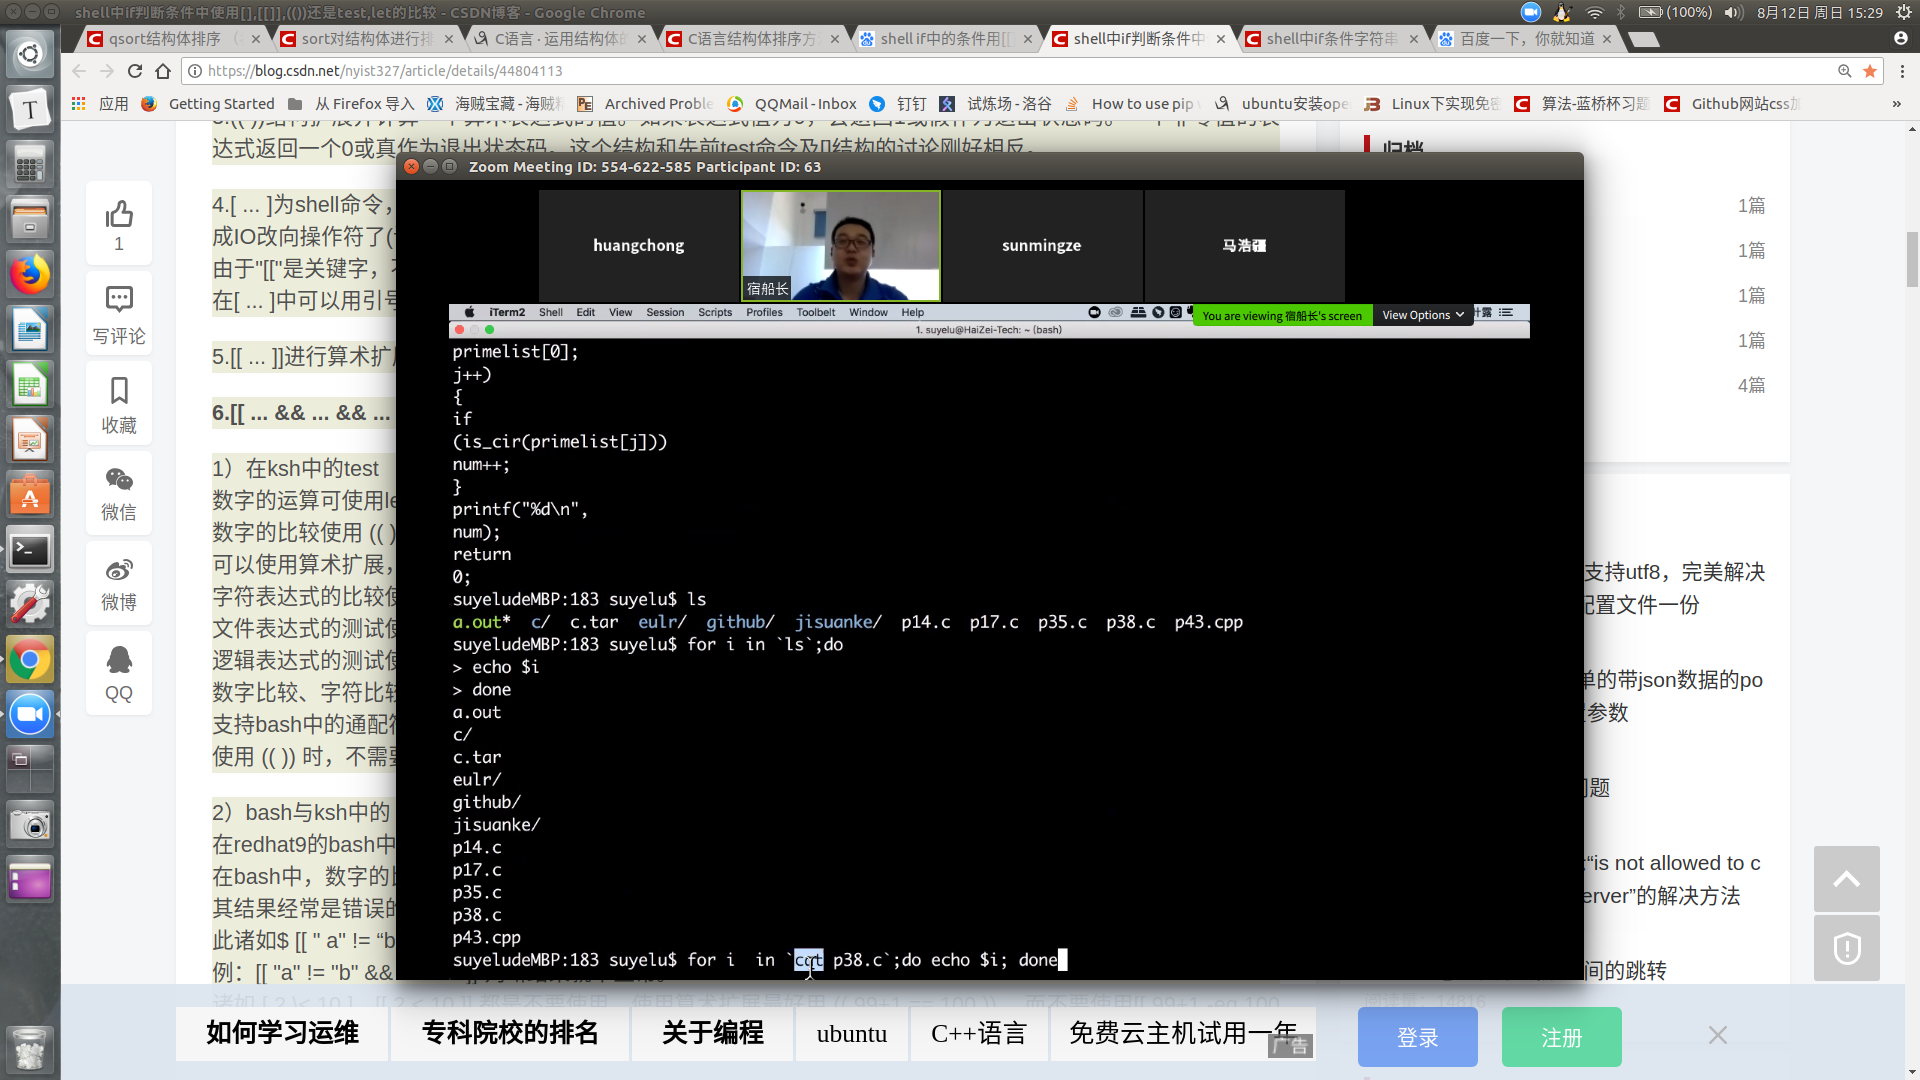 shell中if判断条件中使用[],[[]],(())还是test,let的比较 - CSDN博客 - Google Chrome
(100%) 8月12日 周日 15:29
qsort结构体排序
sort对结构体进行排
C语言 · 运用结构体的
C语言结构体排序方
shell if中的条件用[[
shell中if判断条件中
shell中if条件字符串
百度一下，你就知道
https://blog.csdn.net/nyist327/article/details/44804113
应用
Getting Started
从 Firefox 导入
海贼宝藏 - 海贼
Archived Proble
QQMail - Inbox
钉钉
试炼场 - 洛谷
How to use pip
ubuntu安装ope
Linux下实现免密
算法-蓝桥杯习题
Github网站css加
»
达式返回一个0或真作为退出状态码。这个结构和先前test命令及[]结构的讨论刚好相反。
归档
4.[ ... ]为shell命令，
成IO改向操作符了(
由于"[["是关键字，
在[ ... ]中可以用引号
5.[[ ... ]]进行算术扩展
6.[[ ... && ... && ...
1）在ksh中的test
数字的运算可使用le
数字的比较使用 (( )
可以使用算术扩展，
字符表达式的比较使
文件表达式的测试使
逻辑表达式的测试使
数字比较、字符比较
支持bash中的通配符
使用 (( )) 时，不需要
2）bash与ksh中的
在redhat9的bash中
在bash中，数字的比
其结果经常是错误的
此诸如$ [[ " a" != “b
例：[[ "a" != "b" &&
1
写评论
收藏
微信
微博
QQ
1篇
1篇
1篇
1篇
4篇
支持utf8，完美解决
配置文件一份
单的带json数据的po
置参数
问题
“is not allowed to c
erver”的解决方法
间的跳转
阅读量：14816
Zoom Meeting ID: 554-622-585 Participant ID: 63
huangchong
宿船长
sunmingze
马浩疆
iTerm2 Shell Edit View Session Scripts Profiles Toolbelt Window Help
You are viewing 宿船长's screen
View Options
1. suyelu@HaiZei-Tech: ~ (bash)
primelist[0];
j++)
{
if
(is_cir(primelist[j]))
num++;
}
printf("%d\n",
num);
return
0;
suyeludeMBP:183 suyelu$ ls
a.out* c/ c.tar eulr/ github/ jisuanke/ p14.c p17.c p35.c p38.c p43.cpp
suyeludeMBP:183 suyelu$ for i in `ls`;do
> echo $i
> done
a.out
c/
c.tar
eulr/
github/
jisuanke/
p14.c
p17.c
p35.c
p38.c
p43.cpp
suyeludeMBP:183 suyelu$ for i  in `cat p38.c`;do echo $i; done
如何学习运维
专科院校的排名
关于编程
ubuntu
C++语言
免费云主机试用一年
广告
登录
注册